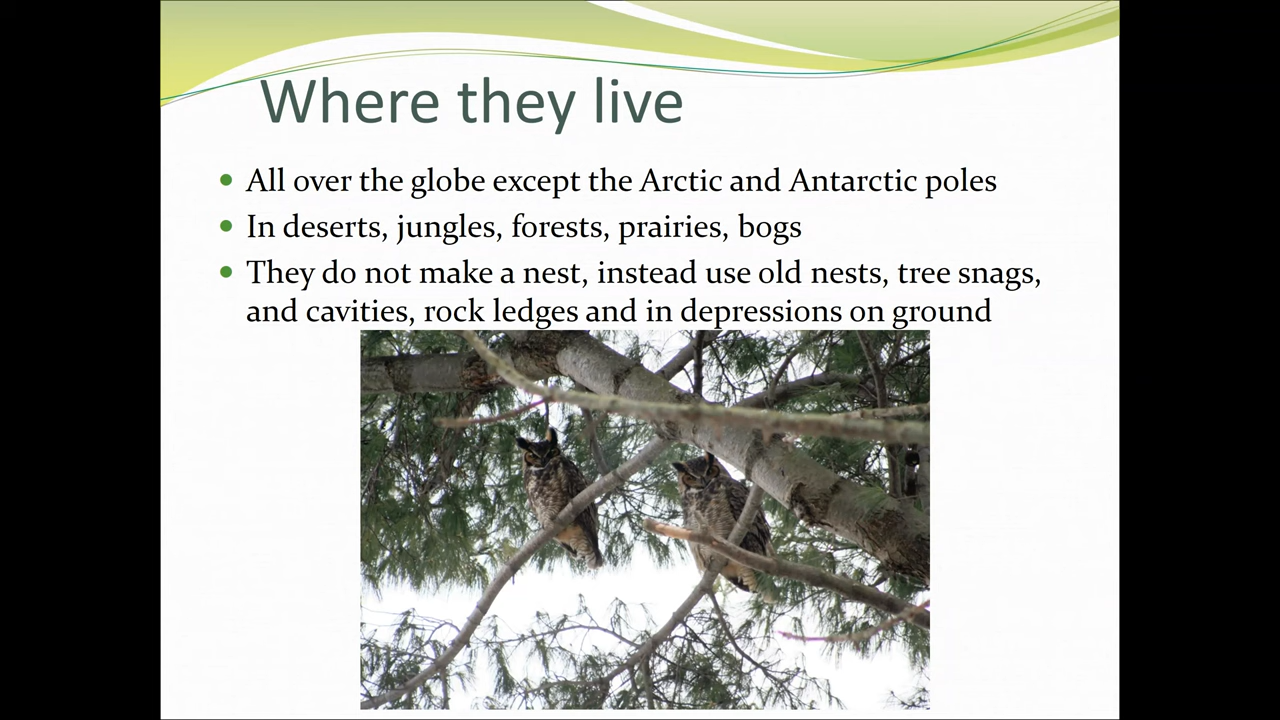 Where they live
All over the globe except the Arctic and Antarctic poles
In deserts, jungles, forests, prairies, bogs
They do not make a nest, instead use old nests, tree snags,
and cavities, rock ledges and in depressions on ground